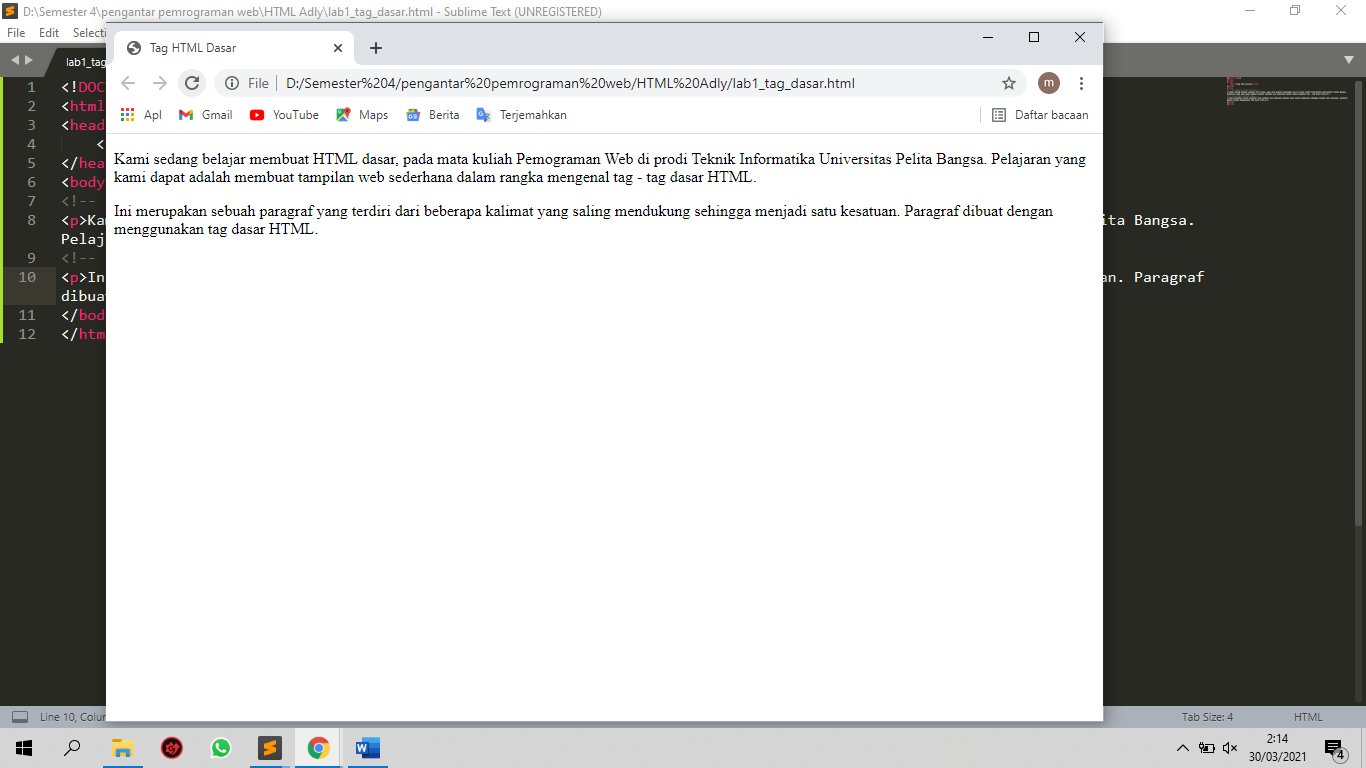 D:\Semester 4\pengantar pemrograman web\HTML Adly\lab1_tag_dasar.html - Sublime Text (UNREGISTERED)
File Edit Selecti
lab1_tag
Tag HTML Dasar
File D:/Semester%204/pengantar%20pemrograman%20web/HTML%20Adly/lab1_tag_dasar.html m
Apl Gmail YouTube Maps Berita Terjemahkan Daftar bacaan
Kami sedang belajar membuat HTML dasar, pada mata kuliah Pemograman Web di prodi Teknik Informatika Universitas Pelita Bangsa. Pelajaran yang
kami dapat adalah membuat tampilan web sederhana dalam rangka mengenal tag - tag dasar HTML.
Ini merupakan sebuah paragraf yang terdiri dari beberapa kalimat yang saling mendukung sehingga menjadi satu kesatuan. Paragraf dibuat dengan
menggunakan tag dasar HTML.
1 <!DOC
2 <html
3 <head
4 <
5 </hea
6 <body
7 <!--
8 <p>Kam ita Bangsa.
Pelaj
9 <!--
10 <p>In an. Paragraf
dibuat
11 </bod
12 </htm
Line 10, Colum Tab Size: 4 HTML
2:14
30/03/2021
4